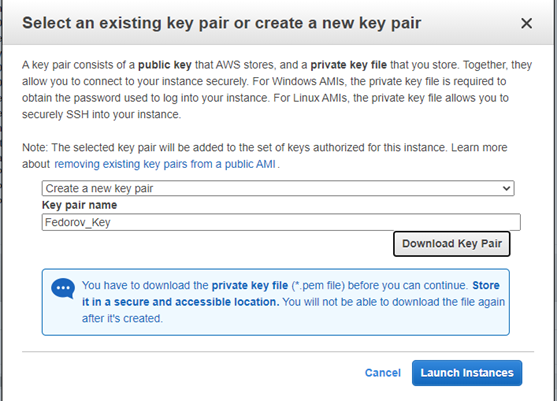 Select an existing key pair or create a new key pair
A key pair consists of a public key that AWS stores, and a private key file that you store. Together, they
allow you to connect to your instance securely. For Windows AMIs, the private key file is required to
obtain the password used to log into your instance. For Linux AMIs, the private key file allows you to
securely SSH into your instance.
Note: The selected key pair will be added to the set of keys authorized for this instance. Learn more
about removing existing key pairs from a public AMI .
Create a new key pair
Key pair name
Fedorov_Key
Download Key Pair
You have to download the private key file (*.pem file) before you can continue. Store
it in a secure and accessible location. You will not be able to download the file again
after it's created.
Cancel Launch Instances